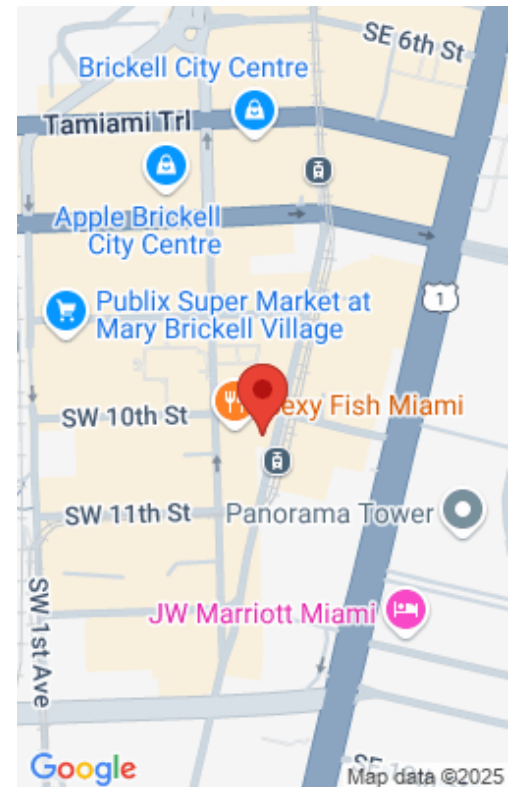 SE 6th St
Brickell City Centre
Tamiami Trl
Apple Brickell
City Centre
1
Publix Super Market at
Mary Brickell Village
exy Fish Miami
SW 10th St
SW 11th St
Panorama Tower
SW 1st Ave
JW Marriott Miami
Google
Map data ©2025